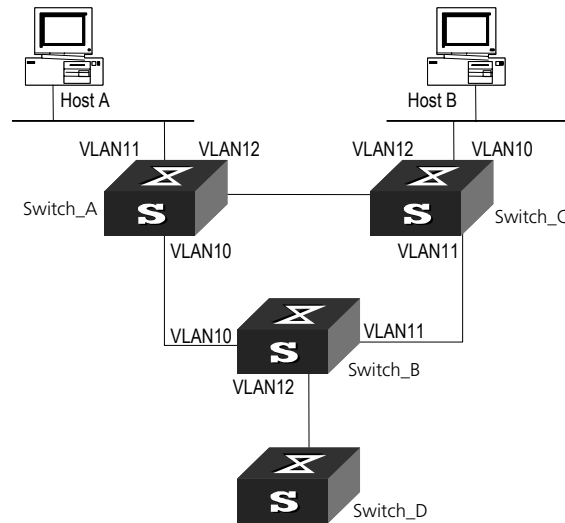 Host A
Host B
VLAN11
VLAN12
VLAN12
VLAN10
Switch_A
S
S
Switch_C
VLAN10
VLAN11
VLAN10
VLAN11
S
Switch_B
VLAN12
S
Switch_D